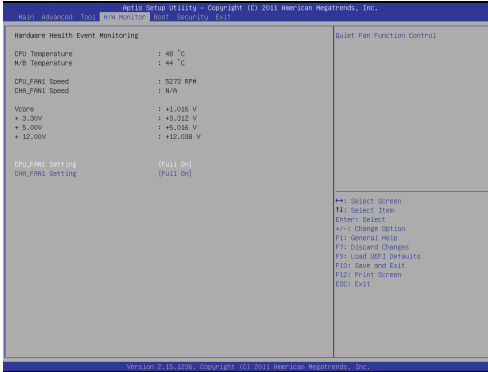 Aptio Setup Utility – Copyright (C) 2011 American Megatrends, Inc.
Main Advanced Tool H/W Monitor Boot Security Exit
Hardware Health Event Monitoring
CPU Temperature : 48 °C
M/B Temperature : 44 °C
CPU_FAN1 Speed : 5273 RPM
CHA_FAN1 Speed : N/A
Vcore : +1.016 V
+ 3.30V : +3.312 V
+ 5.00V : +5.016 V
+ 12.00V : +12.038 V
CPU_FAN1 Setting [Full On]
CHA_FAN1 Setting [Full On]
Quiet Fan Function Control
→←: Select Screen
↑↓: Select Item
Enter: Select
+/-: Change Option
F1: General Help
F7: Discard Changes
F9: Load UEFI Defaults
F10: Save and Exit
F12: Print Screen
ESC: Exit
Version 2.15.1236. Copyright (C) 2011 American Megatrends, Inc.